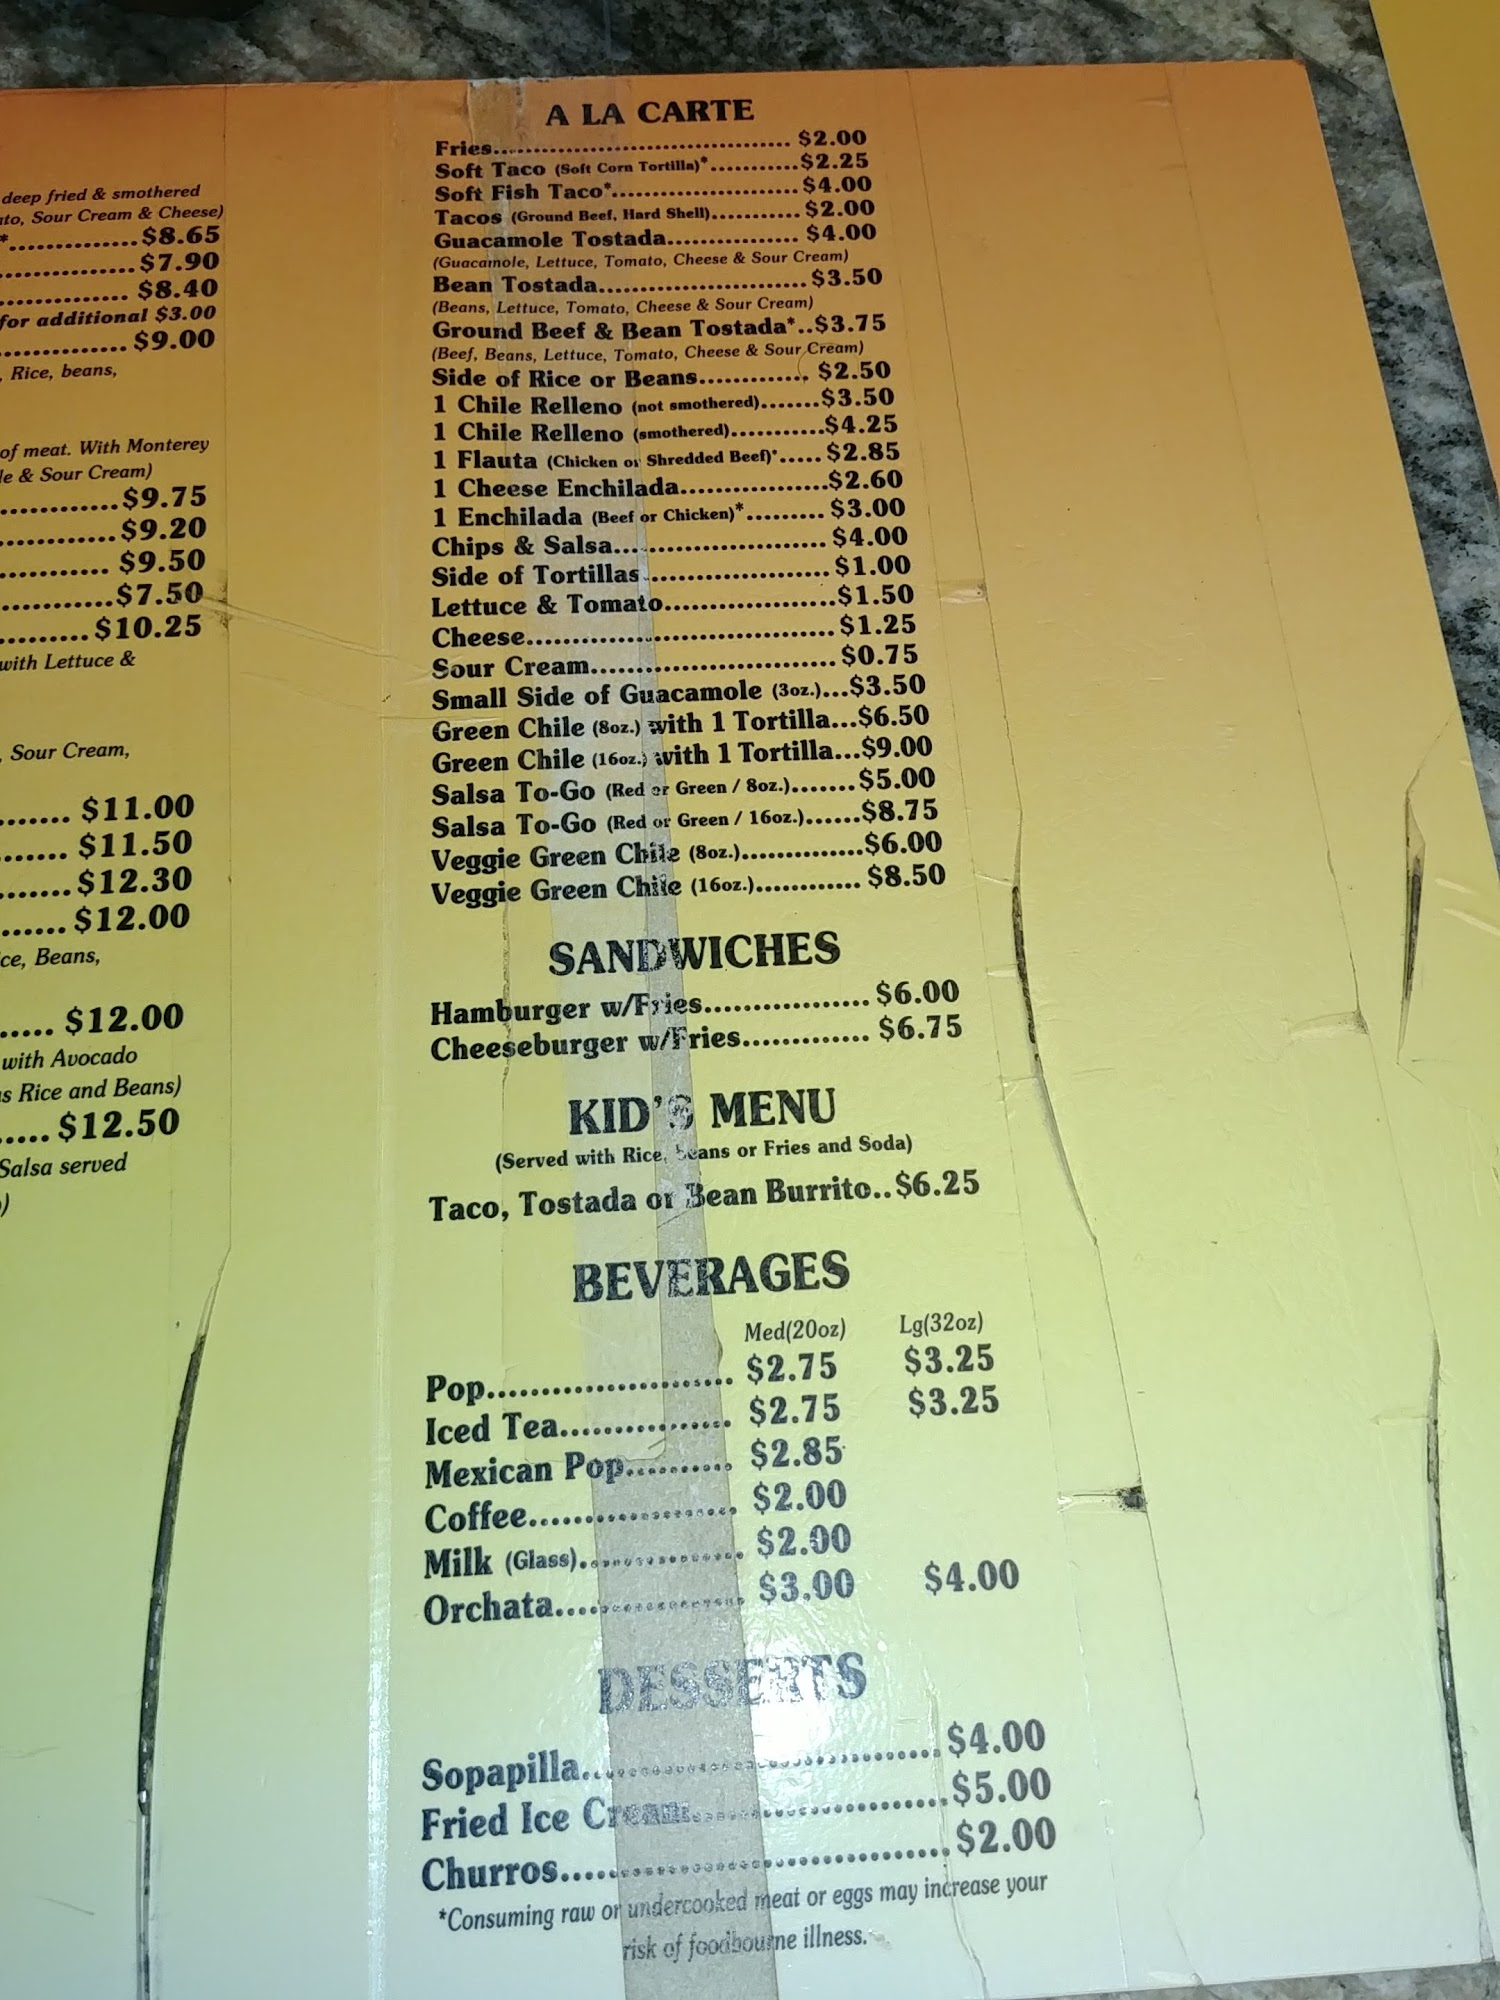 deep fried & smothered
Sour Cream & Cheese)
*..............$8.65
...............$7.90
............... $8.40
for additional $3.00
............... $9.00
, Rice, beans,
of meat. With Monterey
& Sour Cream)
.............$9.75
.............$9.20
............ $9.50
............$7.50
..........$10.25
with Lettuce &
, Sour Cream,
....... $11.00
....... $11.50
........$12.30
.......$12.00
Beans,
...... $12.00
with Avocado
Rice and Beans)
..... $12.50
Salsa served
)
A LA CARTE
Fries.................................... $2.00
Soft Taco (Soft Corn Tortilla)*...........$2.25
Soft Fish Taco*....................... $4.00
Tacos (Ground Beef, Hard Shell)........... $2.00
Guacamole Tostada................. $4.00
(Guacamole, Lettuce, Tomato, Cheese & Sour Cream)
Bean Tostada..........................$3.50
(Beans, Lettuce, Tomato, Cheese & Sour Cream)
Ground Beef & Bean Tostada*..$3.75
(Beef, Beans, Lettuce, Tomato, Cheese & Sour Cream)
Side of Rice or Beans............. $2.50
1 Chile Relleno (not smothered).......$3.50
1 Chile Relleno (smothered)...........$4.25
1 Flauta (Chicken or Shredded Beef)*..... $2.85
1 Cheese Enchilada.................$2.60
1 Enchilada (Beef or Chicken)*......... $3.00
Chips & Salsa........................ $4.00
Side of Tortillas.................... $1.00
Lettuce & Tomato....................$1.50
Cheese.................................. $1.25
Sour Cream........................... $0.75
Small Side of Guacamole (3oz.)...$3.50
Green Chile (8oz.) with 1 Tortilla...$6.50
Green Chile (16oz.) with 1 Tortilla...$9.00
Salsa To-Go (Red or Green / 8oz.).......$5.00
Salsa To-Go (Red or Green / 16oz.)......$8.75
Veggie Green Chile (8oz.)..............$6.00
Veggie Green Chile (16oz.)............ $8.50
SANDWICHES
Hamburger w/Fries................. $6.00
Cheeseburger w/Fries............. $6.75
KID'S MENU
(Served with Rice, beans or Fries and Soda)
Taco, Tostada or Bean Burrito..$6.25
BEVERAGES
Med(20oz) Lg(32oz)
Pop........................ $2.75 $3.25
Iced Tea................ $2.75 $3.25
Mexican Pop.......... $2.85
Coffee.................... $2.00
Milk (Glass)............... $2.00
Orchata.................. $3.00 $4.00
DESSERTS
Sopapilla.............................. $4.00
Fried Ice Cream.....................$5.00
Churros................................$2.00
*Consuming raw or undercooked meat or eggs may increase your
risk of foodbourne illness.